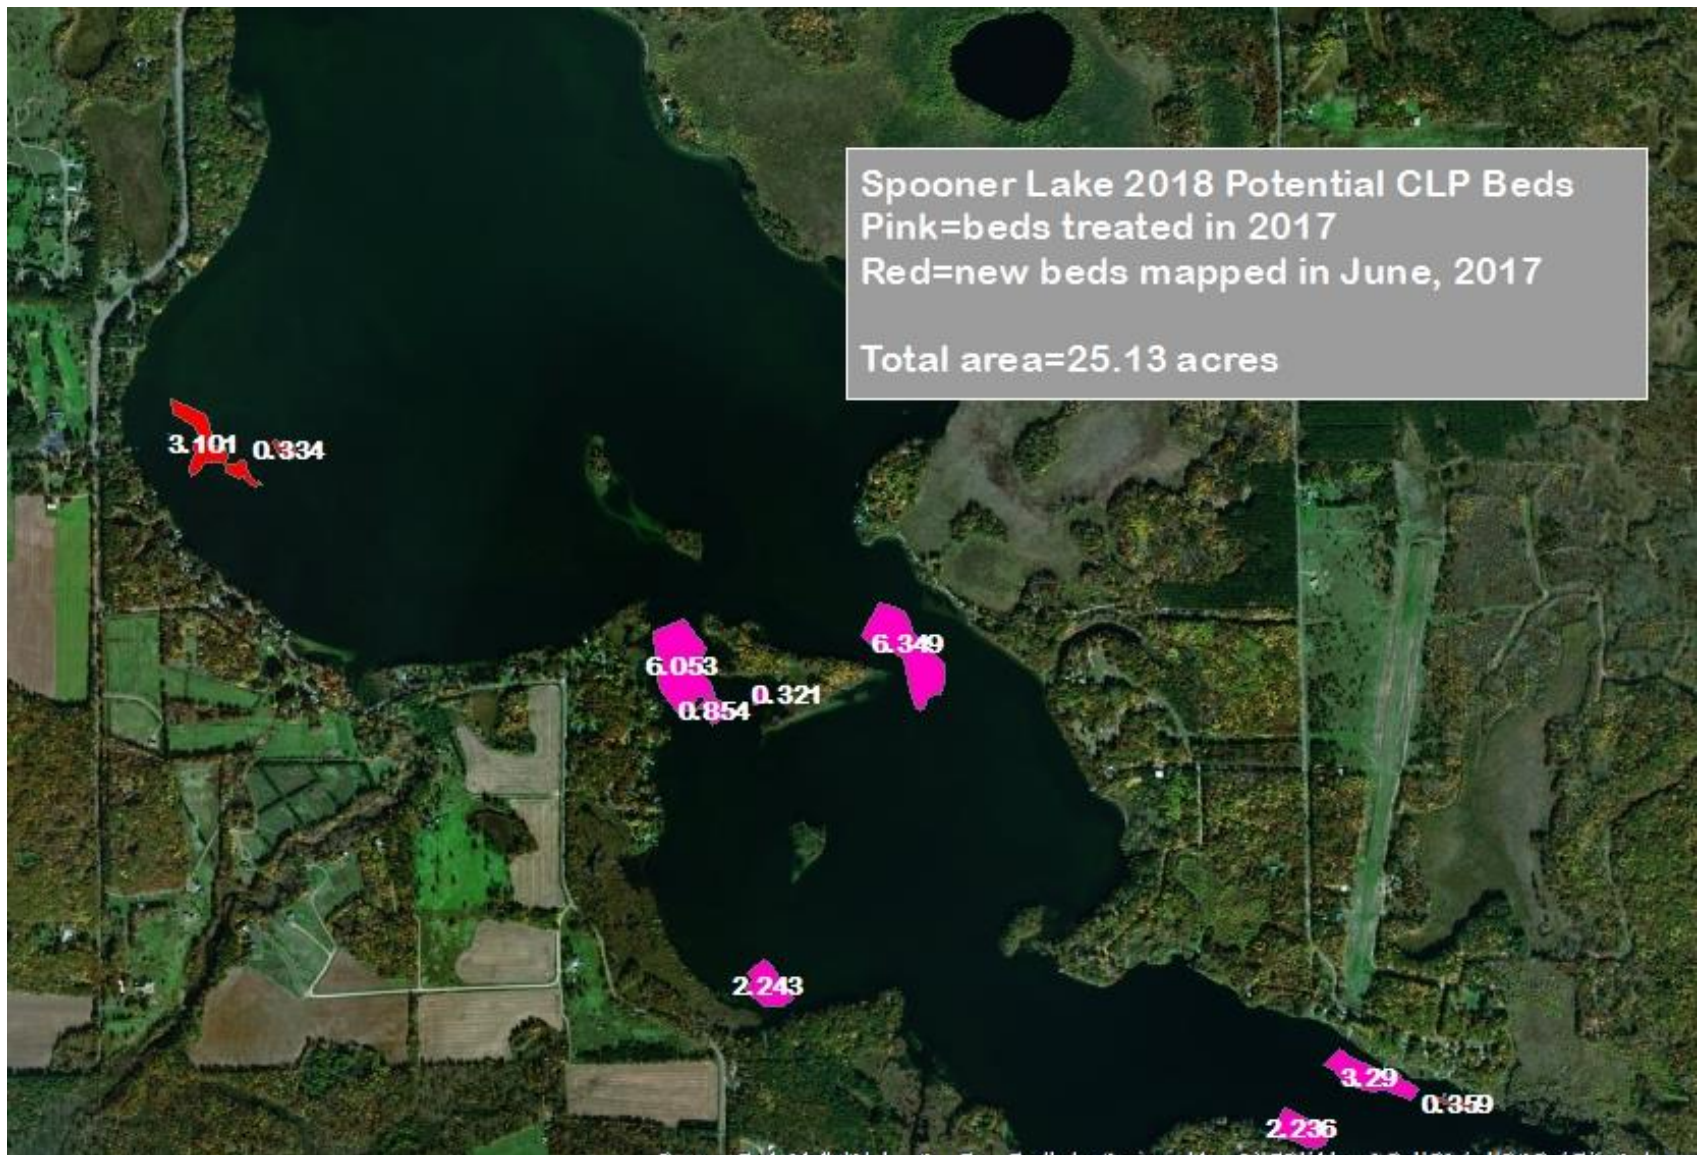 Spooner Lake 2018 Potential CLP Beds
Pink=beds treated in 2017
Red=new beds mapped in June, 2017
Total area=25.13 acres
3.101 0.334
6.349
6.053
0.321
0.854
2.243
3.29
0.359
2.236